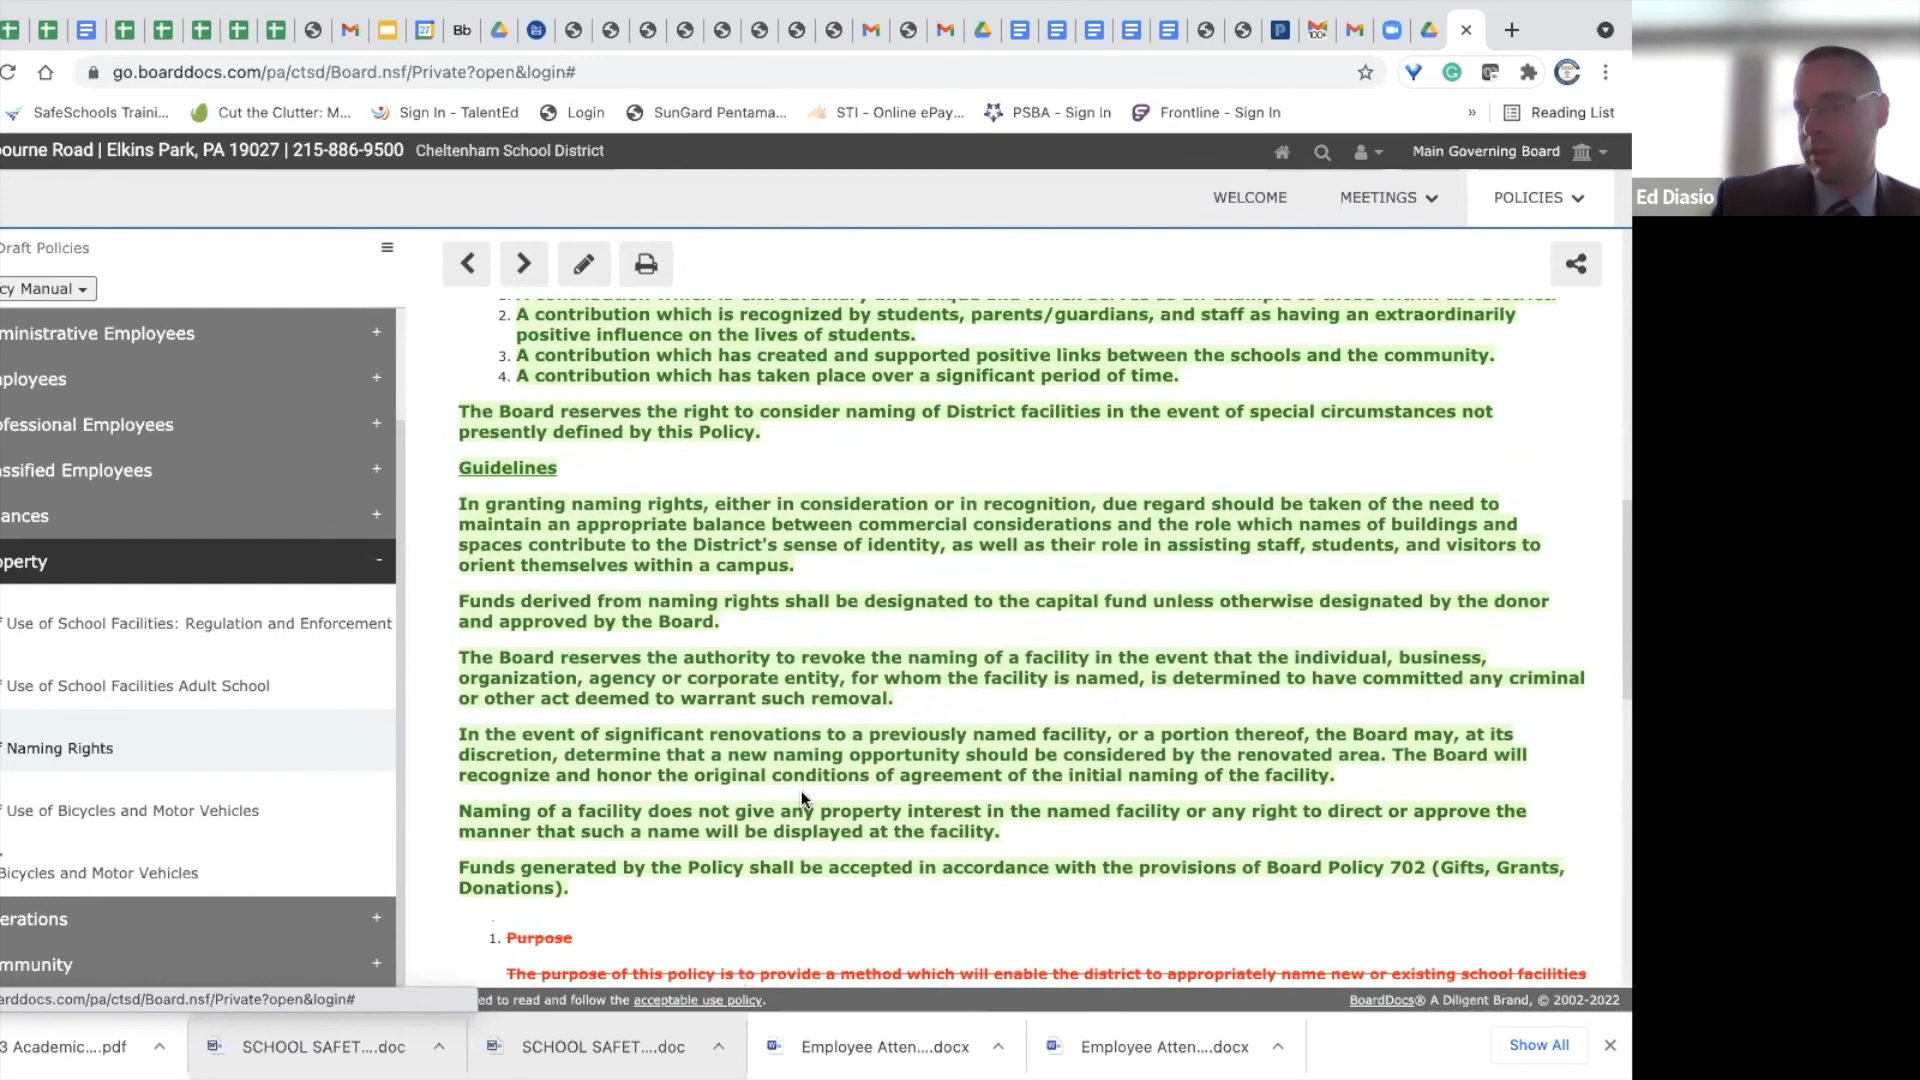 27
Bb
P
100+
go.boarddocs.com/pa/ctsd/Board.nsf/Private?open&login#
SafeSchools Traini...
Cut the Clutter: M...
Sign In - TalentEd
Login
SunGard Pentama...
STI - Online ePay...
PSBA - Sign In
Frontline - Sign In
»
Reading List
ourne Road | Elkins Park, PA 19027 | 215-886-9500 Cheltenham School District
Main Governing Board
Ed Diasio
WELCOME
MEETINGS
POLICIES
Draft Policies
cy Manual
ministrative Employees +
ployees +
ofessional Employees +
assified Employees +
ances +
operty -
f Use of School Facilities: Regulation and Enforcement
f Use of School Facilities Adult School
f Naming Rights
f Use of Bicycles and Motor Vehicles
Bicycles and Motor Vehicles
erations +
mmunity +
2. A contribution which is recognized by students, parents/guardians, and staff as having an extraordinarily
positive influence on the lives of students.
3. A contribution which has created and supported positive links between the schools and the community.
4. A contribution which has taken place over a significant period of time.
The Board reserves the right to consider naming of District facilities in the event of special circumstances not
presently defined by this Policy.
Guidelines
In granting naming rights, either in consideration or in recognition, due regard should be taken of the need to
maintain an appropriate balance between commercial considerations and the role which names of buildings and
spaces contribute to the District's sense of identity, as well as their role in assisting staff, students, and visitors to
orient themselves within a campus.
Funds derived from naming rights shall be designated to the capital fund unless otherwise designated by the donor
and approved by the Board.
The Board reserves the authority to revoke the naming of a facility in the event that the individual, business,
organization, agency or corporate entity, for whom the facility is named, is determined to have committed any criminal
or other act deemed to warrant such removal.
In the event of significant renovations to a previously named facility, or a portion thereof, the Board may, at its
discretion, determine that a new naming opportunity should be considered by the renovated area. The Board will
recognize and honor the original conditions of agreement of the initial naming of the facility.
Naming of a facility does not give any property interest in the named facility or any right to direct or approve the
manner that such a name will be displayed at the facility.
Funds generated by the Policy shall be accepted in accordance with the provisions of Board Policy 702 (Gifts, Grants,
Donations).
1. Purpose
The purpose of this policy is to provide a method which will enable the district to appropriately name new or existing school facilities
arddocs.com/pa/ctsd/Board.nsf/Private?open&login#
ed to read and follow the acceptable use policy.
BoardDocs® A Diligent Brand, © 2002-2022
3 Academic....pdf
SCHOOL SAFET....doc
SCHOOL SAFET....doc
Employee Atten....docx
Employee Atten....docx
Show All